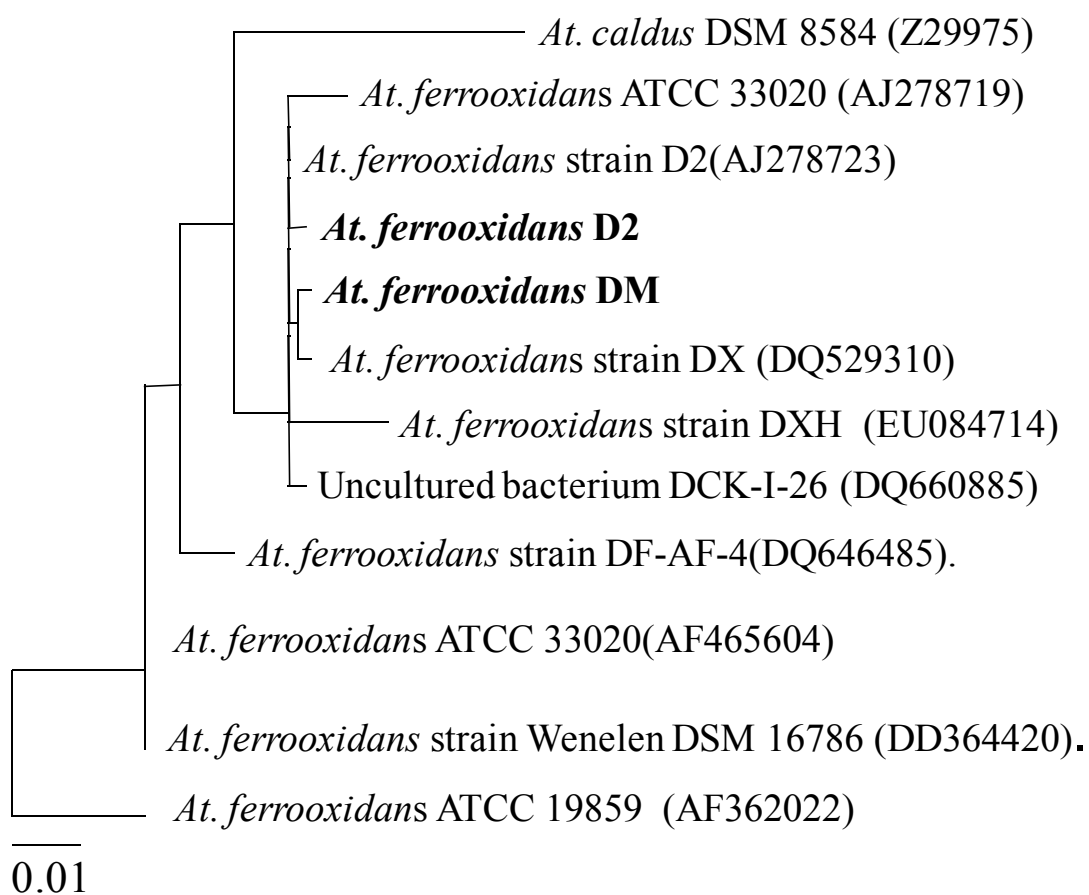 At. caldus DSM 8584 (Z29975)
At. ferrooxidans ATCC 33020 (AJ278719)
At. ferrooxidans strain D2(AJ278723)
At. ferrooxidans D2
At. ferrooxidans DM
At. ferrooxidans strain DX (DQ529310)
At. ferrooxidans strain DXH (EU084714)
Uncultured bacterium DCK-I-26 (DQ660885)
At. ferrooxidans strain DF-AF-4(DQ646485).
At. ferrooxidans ATCC 33020(AF465604)
At. ferrooxidans strain Wenelen DSM 16786 (DD364420).
At. ferrooxidans ATCC 19859 (AF362022)
0.01